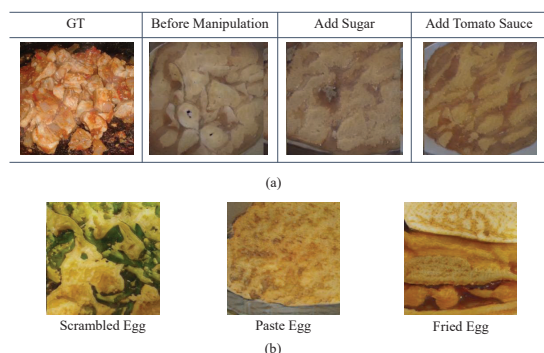 GT Before Manipulation Add Sugar Add Tomato Sauce
(a)
Scrambled Egg Paste Egg Fried Egg
(b)